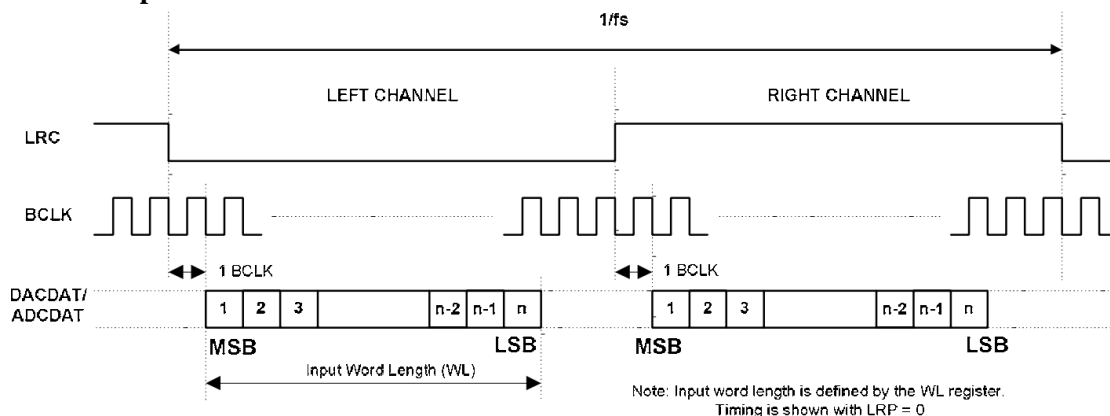 1/fs
LEFT CHANNEL RIGHT CHANNEL
LRC
BCLK
1 BCLK 1 BCLK
DACDAT/
ADCDAT
1 2 3 n-2 n-1 n 1 2 3 n-2 n-1 n
MSB LSB MSB LSB
Input Word Length (WL)
Note: Input word length is defined by the WL register.
Timing is shown with LRP = 0